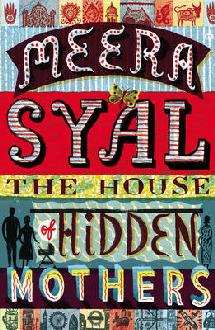 MEERA
SYAL
THE HOUSE
of HiDDEN
MOTHERS